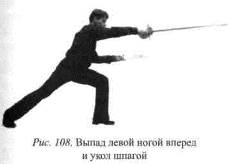 Рис. 108. Выпад левой ногой вперед
и укол шпагой